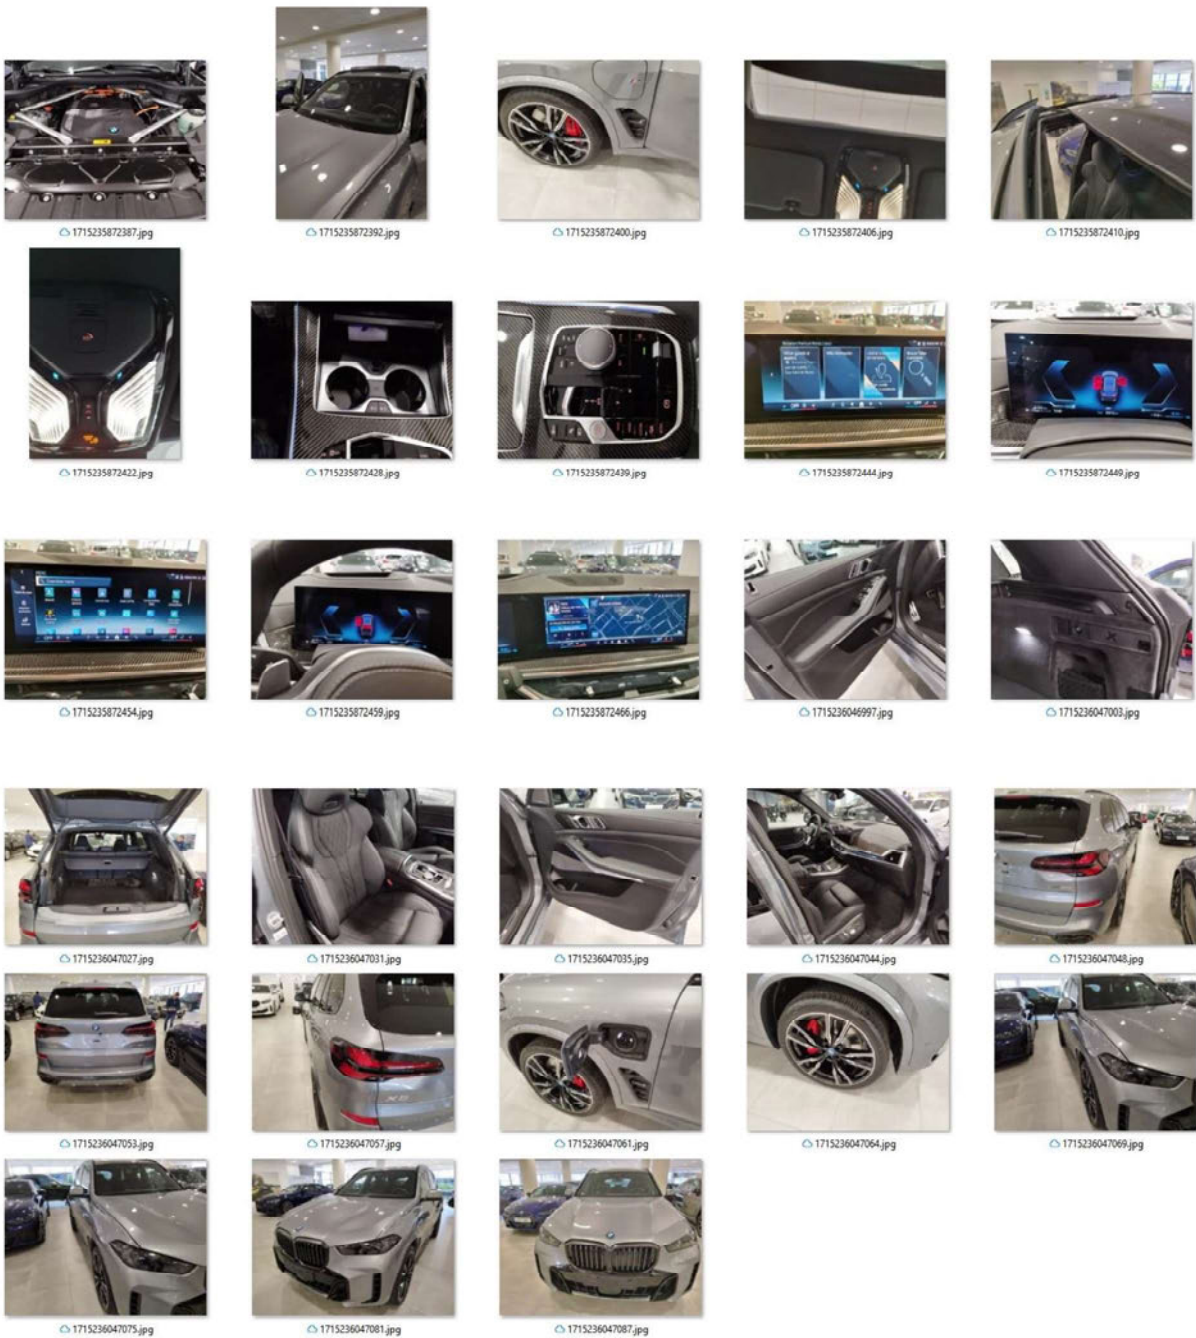 1715235872387.jpg
1715235872392.jpg
1715235872400.jpg
1715235872406.jpg
1715235872410.jpg
1715235872422.jpg
1715235872428.jpg
1715235872439.jpg
1715235872444.jpg
1715235872449.jpg
1715235872454.jpg
1715235872459.jpg
1715235872466.jpg
1715236046997.jpg
1715236047003.jpg
1715236047027.jpg
1715236047031.jpg
1715236047035.jpg
1715236047044.jpg
1715236047048.jpg
1715236047053.jpg
1715236047057.jpg
X5
1715236047061.jpg
1715236047064.jpg
1715236047069.jpg
1715236047075.jpg
1715236047081.jpg
1715236047087.jpg